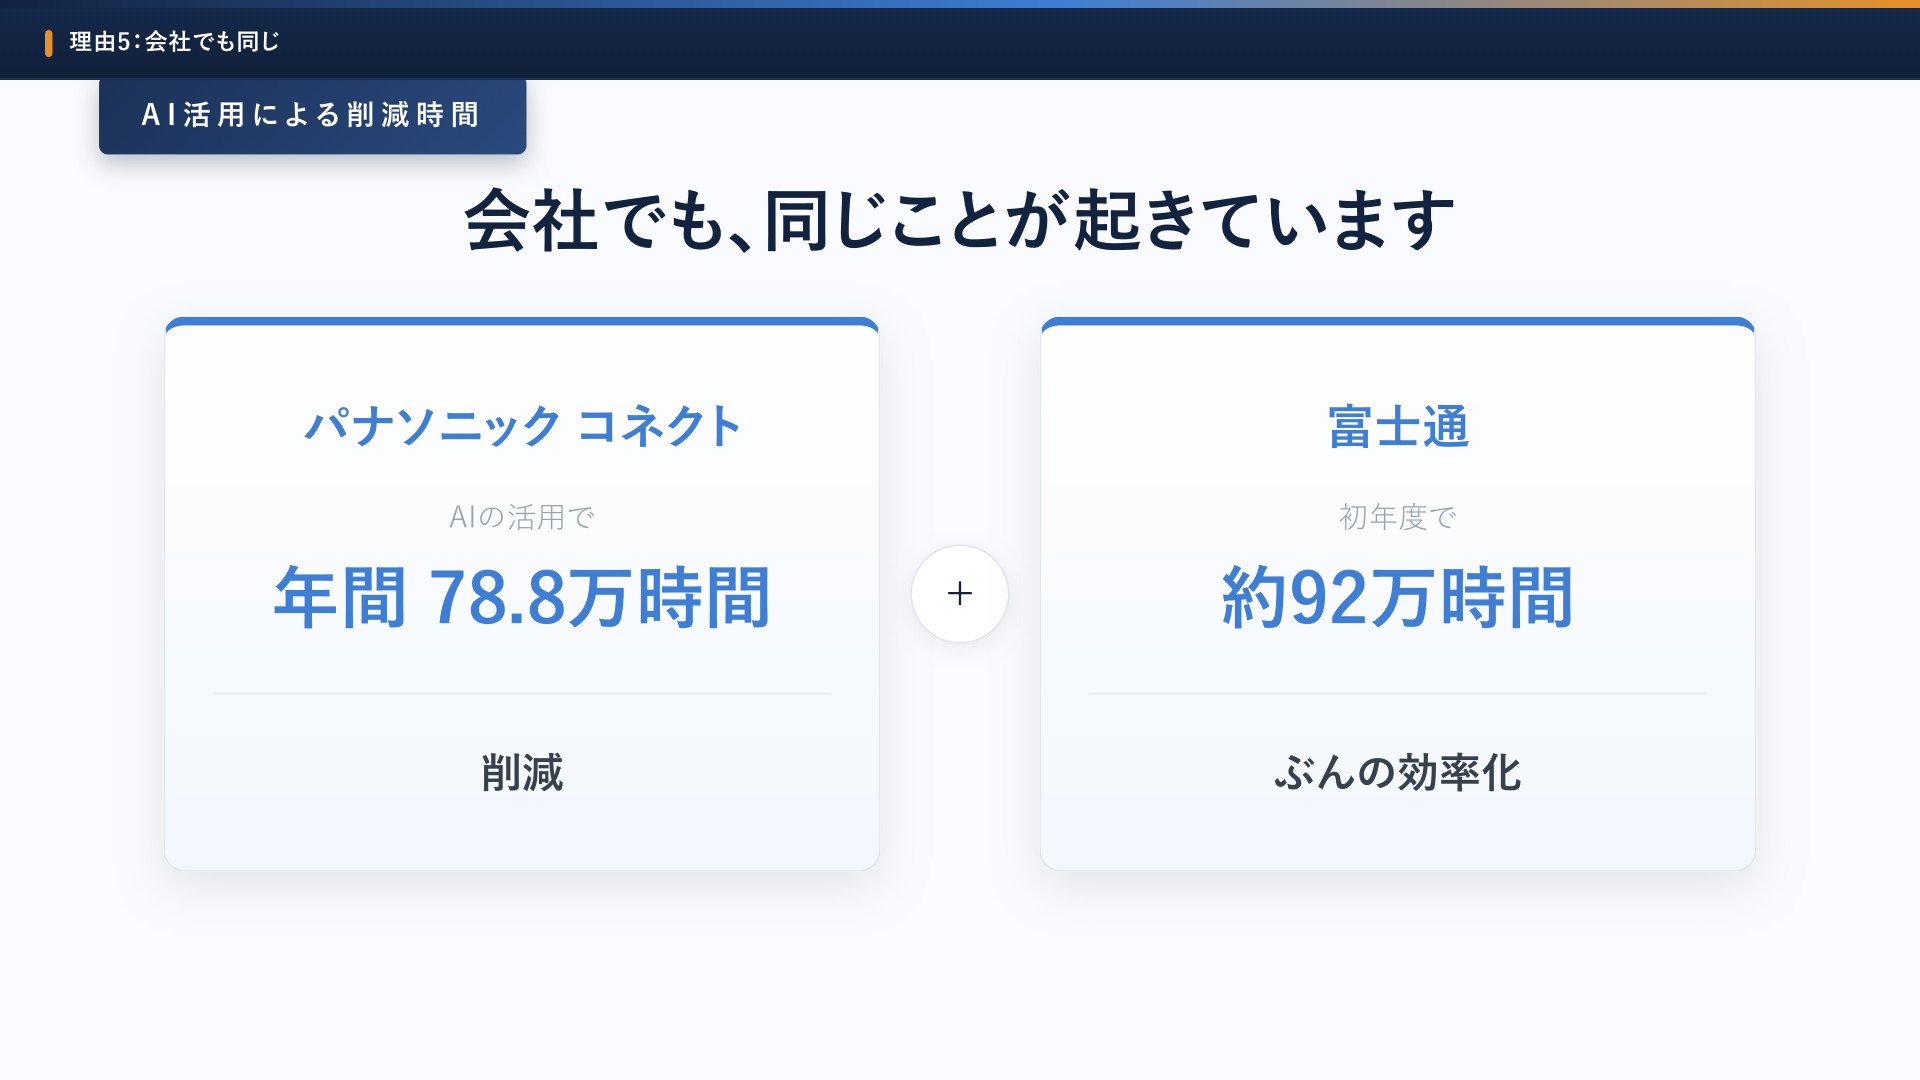 理由5：会社でも同じ
AI活用による削減時間
会社でも、同じことが起きています
パナソニック コネクト
AIの活用で
年間 78.8万時間
削減
+
富士通
初年度で
約92万時間
ぶんの効率化